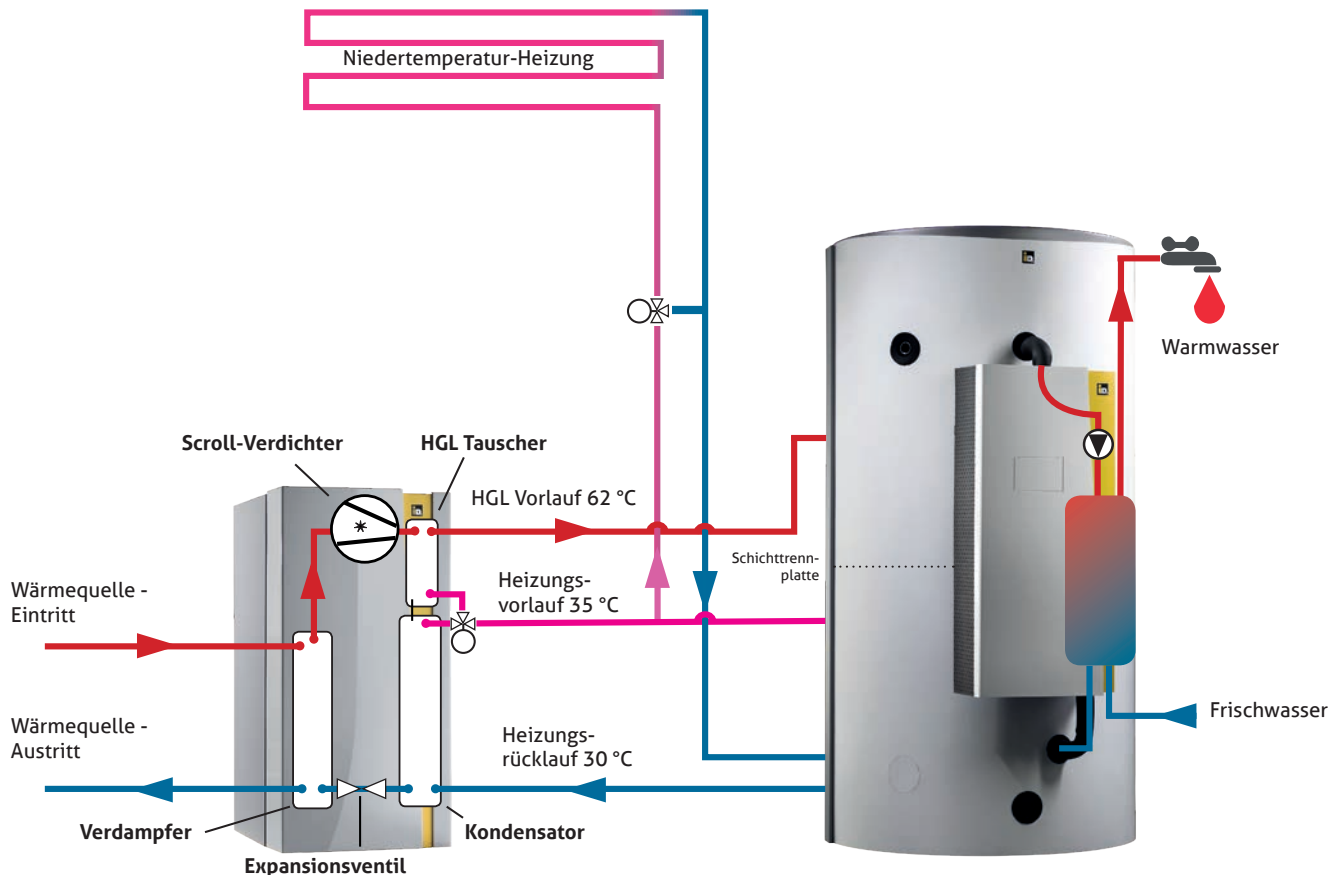 Niedertemperatur-Heizung
Warmwasser
Scroll-Verdichter
HGL Tauscher
HGL Vorlauf 62 °C
Schichttrenn-
platte
Wärmequelle -
Eintritt
Heizungs-
vorlauf 35 °C
Wärmequelle -
Austritt
Heizungs-
rücklauf 30 °C
Frischwasser
Verdampfer
Kondensator
Expansionsventil